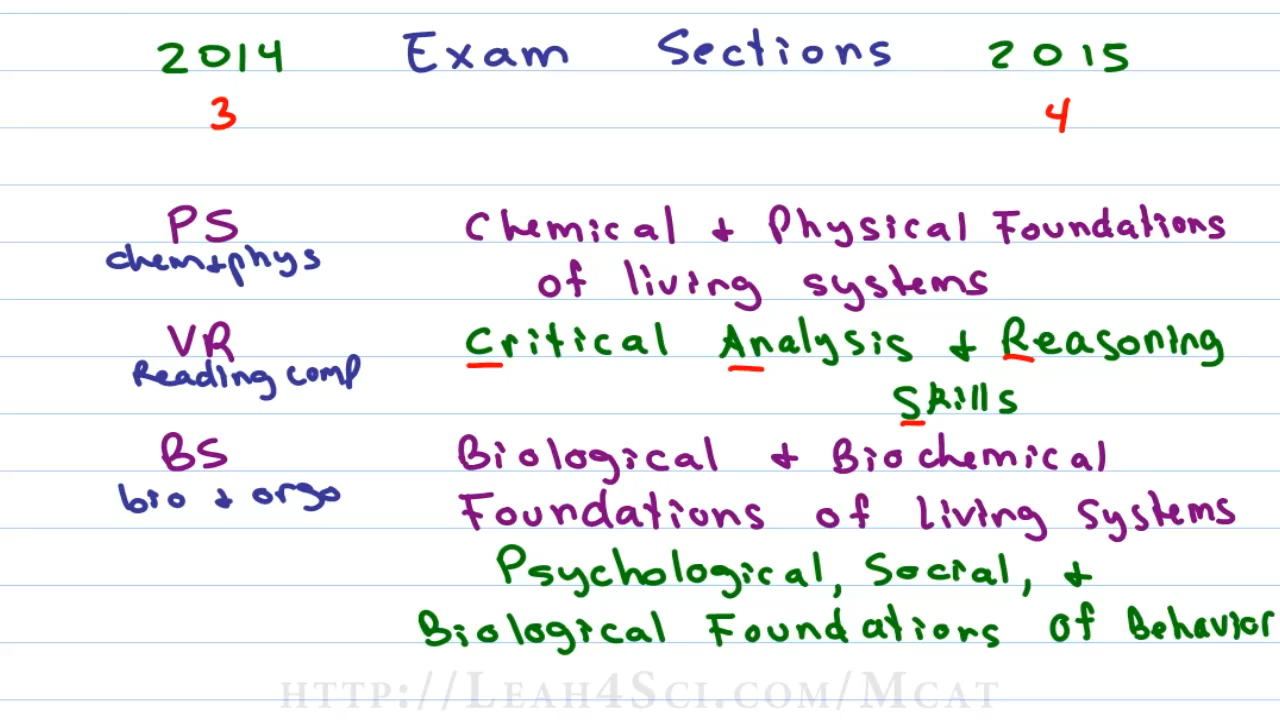 2014 Exam Sections 2015
3 4
PS Chemical + Physical Foundations
chem+phys of living systems
VR Critical Analysis + Reasoning
Reading comp Skills
BS Biological + Biochemical
bio + orgo Foundations of living systems
Psychological, Social, +
Biological Foundations of Behavior
HTTP://LEAH4SCI.COM/MCAT